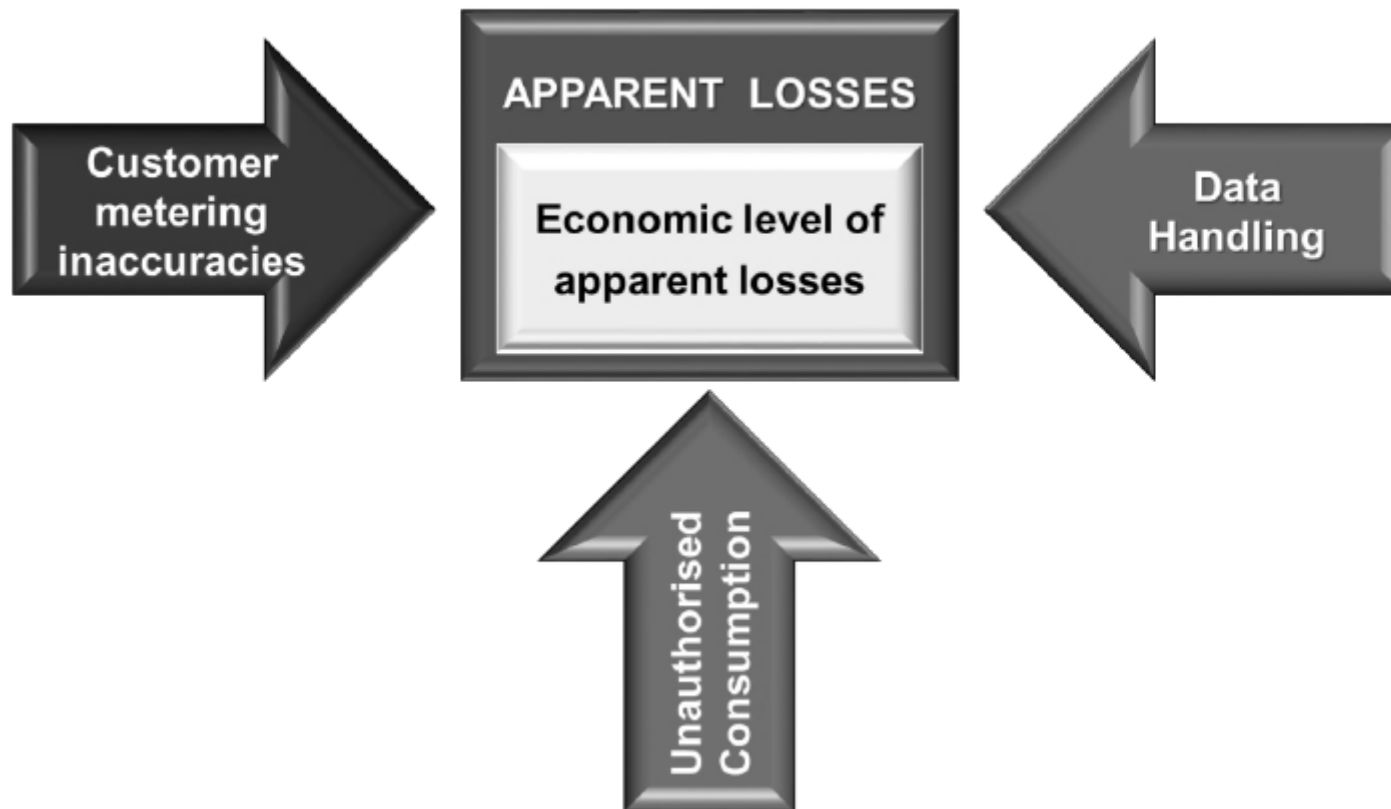 APPARENT LOSSES
Customer
metering
inaccuracies
Economic level of
apparent losses
Data
Handling
Unauthorised
Consumption